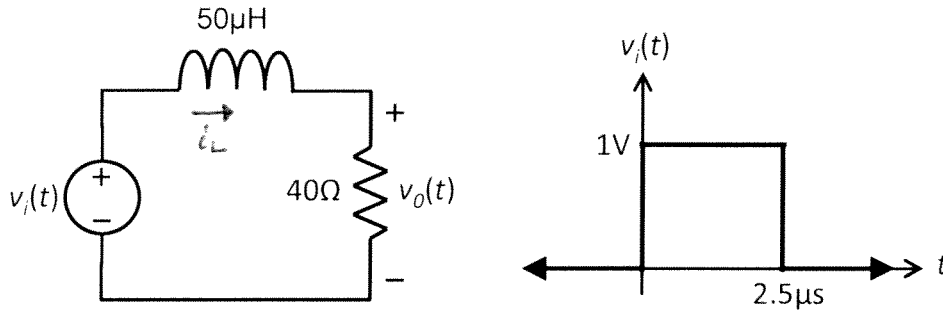 50μH
i_L
+
v_i(t)
+
−
40Ω
v_0(t)
−
v_i(t)
1V
t
2.5μs